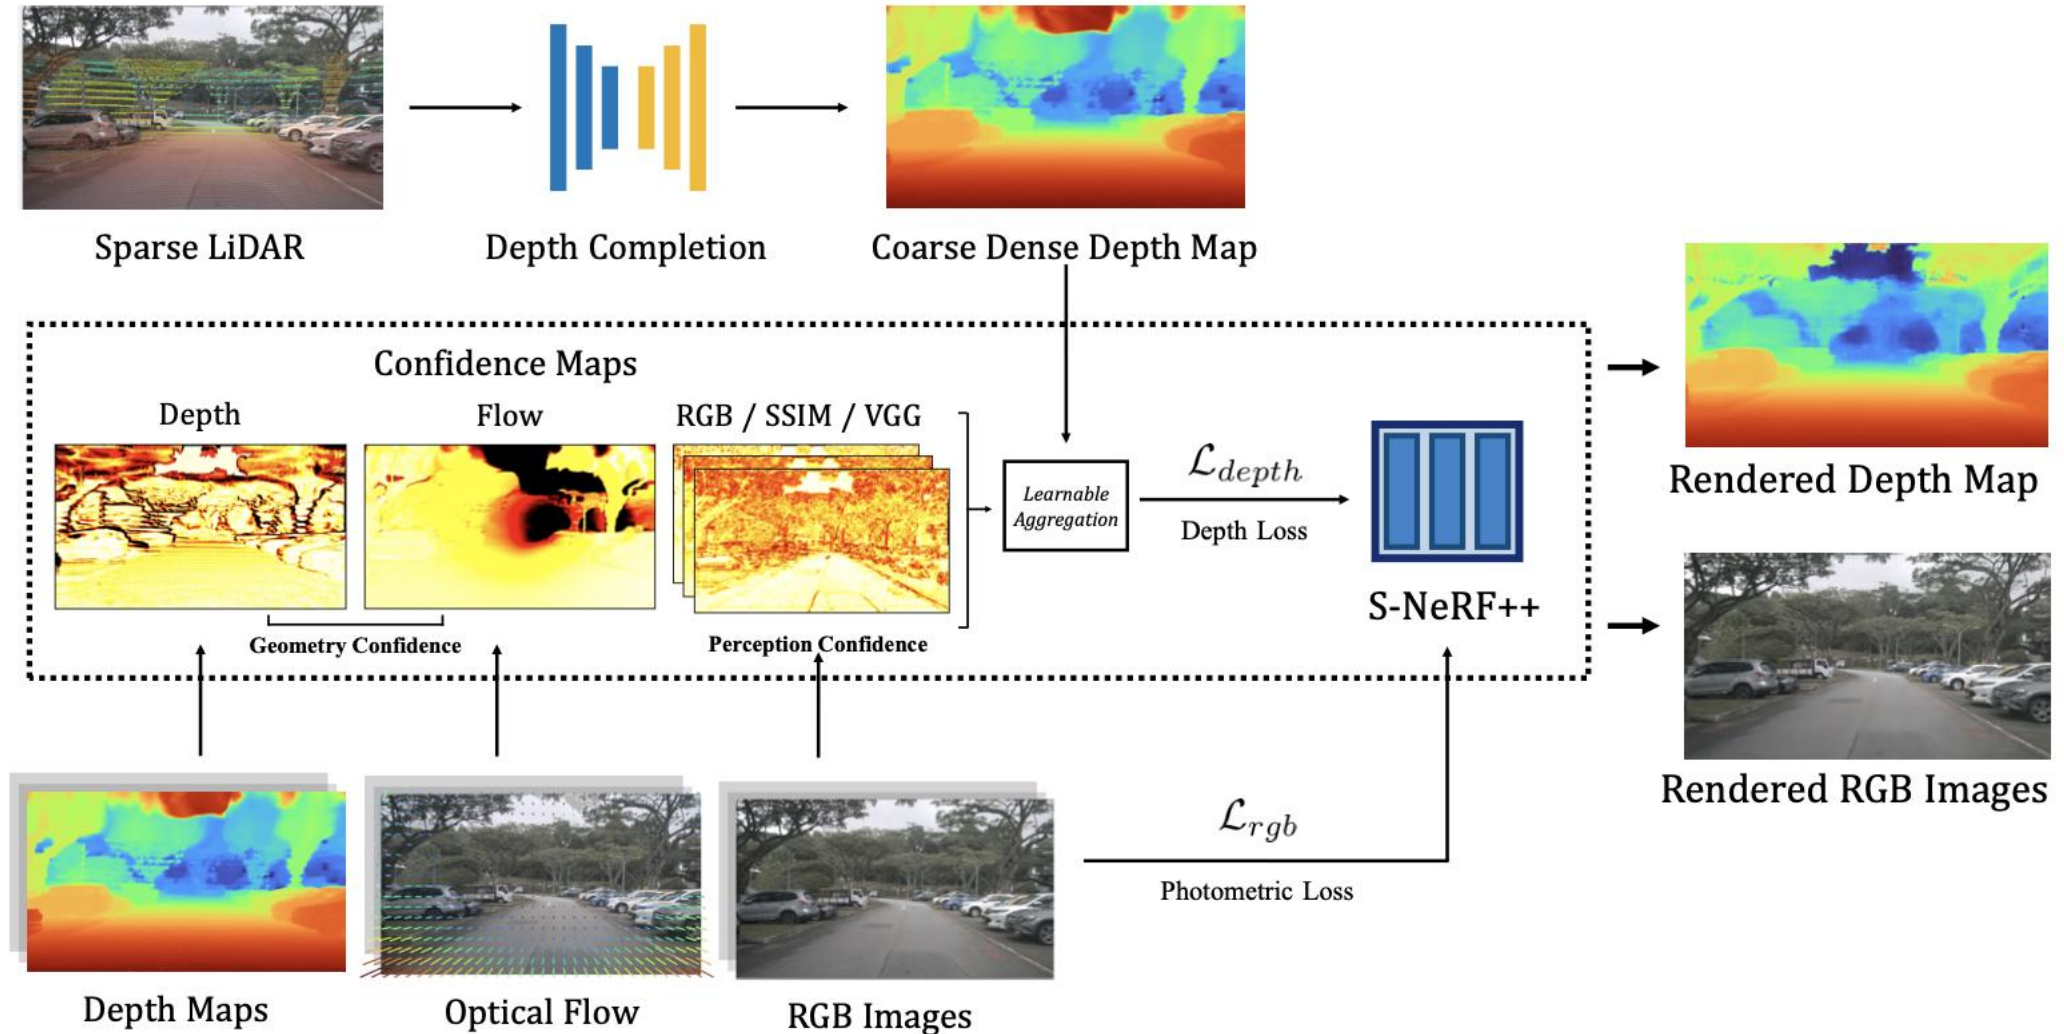 Sparse LiDAR
Depth Completion
Coarse Dense Depth Map
Confidence Maps
Depth
Flow
RGB / SSIM / VGG
Geometry Confidence
Perception Confidence
Learnable
Aggregation
ℒdepth
Depth Loss
S-NeRF++
Rendered Depth Map
Rendered RGB Images
ℒrgb
Photometric Loss
Depth Maps
Optical Flow
RGB Images